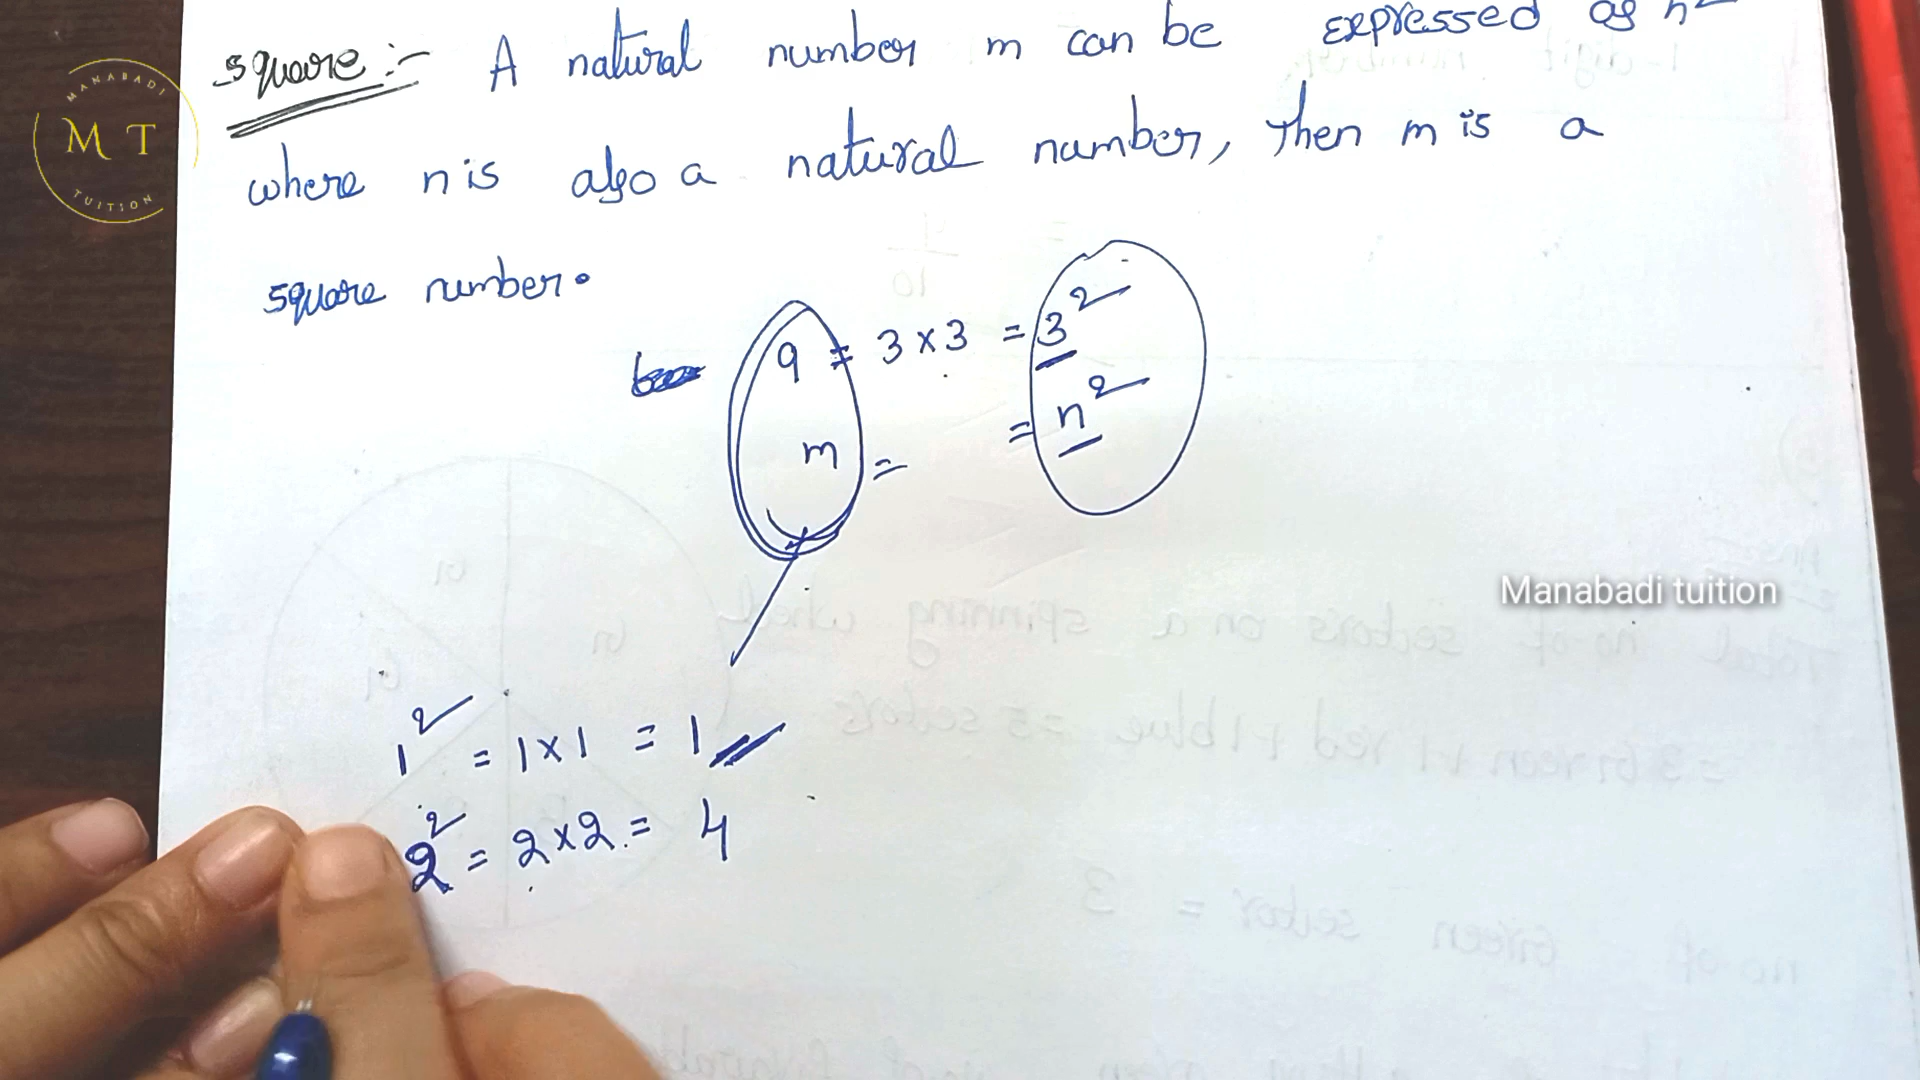 square :- A natural number m can be expressed as n²
where n is also a natural number, then m is a
square number.
9 = 3 x 3 = 3²
m = = n²
1² = 1 x 1 = 1
2² = 2 x 2 = 4
MANABADI
M T
TUITION
Manabadi tuition